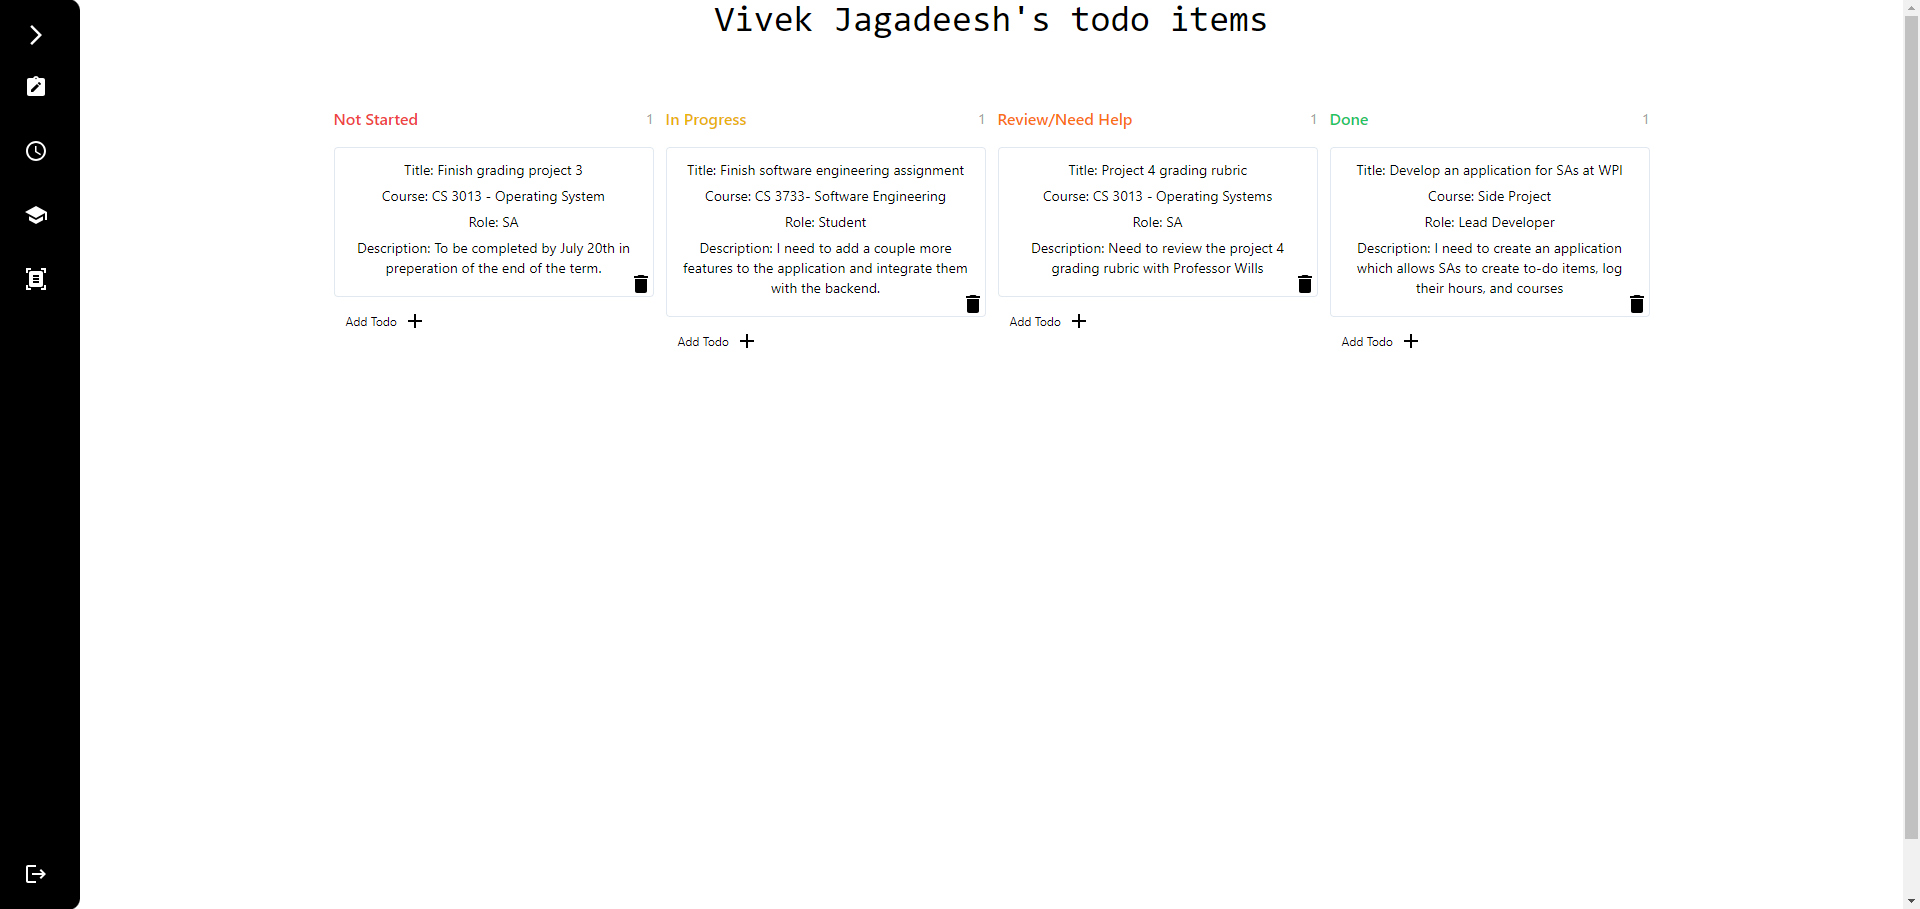 Vivek Jagadeesh's todo items
Not Started 1
Title: Finish grading project 3
Course: CS 3013 - Operating System
Role: SA
Description: To be completed by July 20th in
preperation of the end of the term.
Add Todo
In Progress 1
Title: Finish software engineering assignment
Course: CS 3733- Software Engineering
Role: Student
Description: I need to add a couple more
features to the application and integrate them
with the backend.
Add Todo
Review/Need Help 1
Title: Project 4 grading rubric
Course: CS 3013 - Operating Systems
Role: SA
Description: Need to review the project 4
grading rubric with Professor Wills
Add Todo
Done 1
Title: Develop an application for SAs at WPI
Course: Side Project
Role: Lead Developer
Description: I need to create an application
which allows SAs to create to-do items, log
their hours, and courses
Add Todo